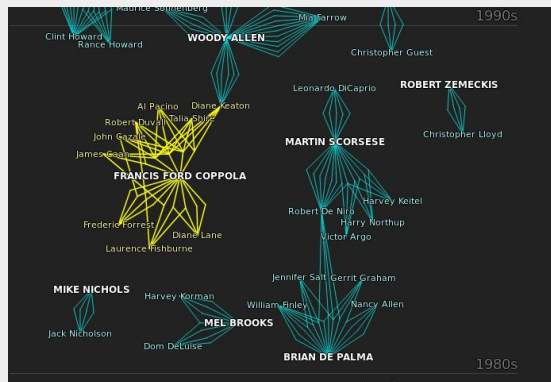 Maurice Sonnenberg
1990s
Mia Farrow
Clint Howard
WOODY ALLEN
Rance Howard
Christopher Guest
ROBERT ZEMECKIS
Leonardo DiCaprio
Al Pacino
Diane Keaton
Robert Duvall
Talia Shire
John Cazale
Christopher Lloyd
MARTIN SCORSESE
James Caan
FRANCIS FORD COPPOLA
Harvey Keitel
Robert De Niro
Harry Northup
Frederic Forrest
Diane Lane
Victor Argo
Laurence Fishburne
Jennifer Salt
Gerrit Graham
MIKE NICHOLS
Harvey Korman
William Finley
Nancy Allen
MEL BROOKS
Jack Nicholson
Dom DeLuise
BRIAN DE PALMA
1980s